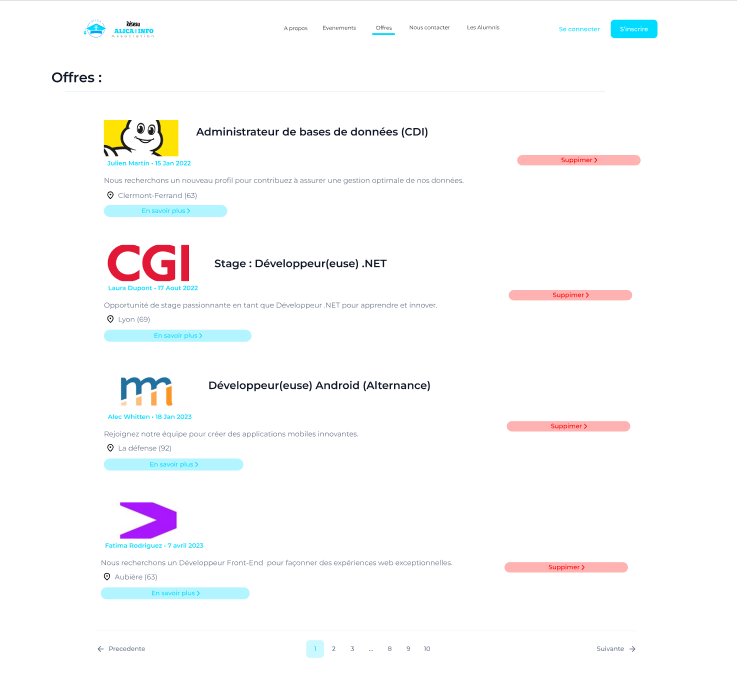 réseau
ALICA INFO
ASSOCIATION
A propos
Evenements
Offres
Nous contacter
Les Alumnis
Se connecter
S'inscrire
Offres :
Administrateur de bases de données (CDI)
Julien Martin • 15 Jan 2022
Supprimer
Nous recherchons un nouveau profil pour contribuez à assurer une gestion optimale de nos données.
Clermont-Ferrand (63)
En savoir plus
CGI
Stage : Développeur(euse) .NET
Laura Dupont • 17 Aout 2022
Supprimer
Opportunité de stage passionnante en tant que Développeur .NET pour apprendre et innover.
Lyon (69)
En savoir plus
Développeur(euse) Android (Alternance)
Alec Whitten • 18 Jan 2023
Supprimer
Rejoignez notre équipe pour créer des applications mobiles innovantes.
La défense (92)
En savoir plus
Fatima Rodriguez • 7 avril 2023
Nous recherchons un Développeur Front-End pour façonner des expériences web exceptionnelles.
Supprimer
Aubière (63)
En savoir plus
Precedente
1 2 3 ... 8 9 10
Suivante